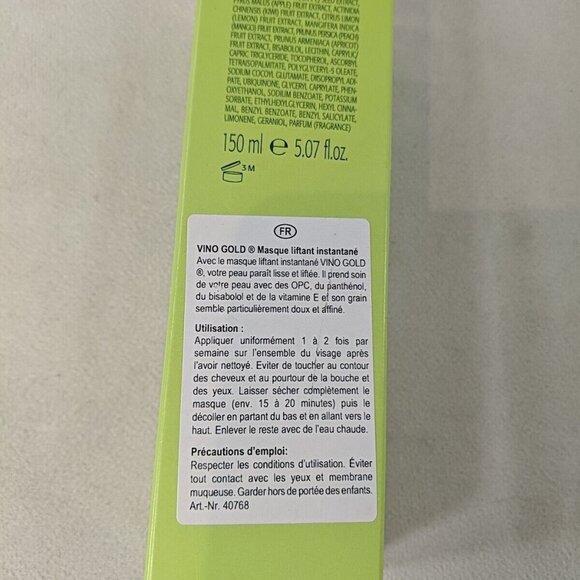 PYRUS MALUS (APPLE) FRUIT EXTRACT, ACTINIDIA
CHINENSIS (KIWI) FRUIT EXTRACT, CITRUS LIMON
(LEMON) FRUIT EXTRACT, MANGIFERA INDICA
(MANGO) FRUIT EXTRACT, PRUNUS PERSICA (PEACH)
FRUIT EXTRACT, PRUNUS ARMENIACA (APRICOT)
FRUIT EXTRACT, BISABOLOL, LECITHIN, CAPRYLIC/
CAPRIC TRIGLYCERIDE, TOCOPHEROL, ASCORBYL
TETRAISOPALMITATE, POLYGLYCERYL-5 OLEATE,
SODIUM COCOYL GLUTAMATE, DIISOPROPYL ADI-
PATE, UBIQUINONE, GLYCERYL CAPRYLATE, PHEN-
OXYETHANOL, SODIUM BENZOATE, POTASSIUM
SORBATE, ETHYLHEXYLGLYCERIN, HEXYL CINNA-
MAL, BENZYL BENZOATE, BENZYL SALICYLATE,
LIMONENE, GERANIOL, PARFUM (FRAGRANCE)
150 ml e 5.07 fl.oz.
3 M
FR
VINO GOLD ® Masque liftant instantané
Avec le masque liftant instantané VINO GOLD
®, votre peau paraît lisse et liftée. Il prend soin
de votre peau avec des OPC, du panthénol,
du bisabolol et de la vitamine E et son grain
semble particulièrement doux et affiné.
Utilisation :
Appliquer uniformément 1 à 2 fois par
semaine sur l'ensemble du visage après
l'avoir nettoyé. Eviter de toucher au contour
des cheveux et au pourtour de la bouche et
des yeux. Laisser sécher complètement le
masque (env. 15 à 20 minutes) puis le
décoller en partant du bas et en allant vers le
haut. Enlever le reste avec de l'eau chaude.
Précautions d'emploi:
Respecter les conditions d'utilisation. Éviter
tout contact avec les yeux et membrane
muqueuse. Garder hors de portée des enfants.
Art.-Nr. 40768